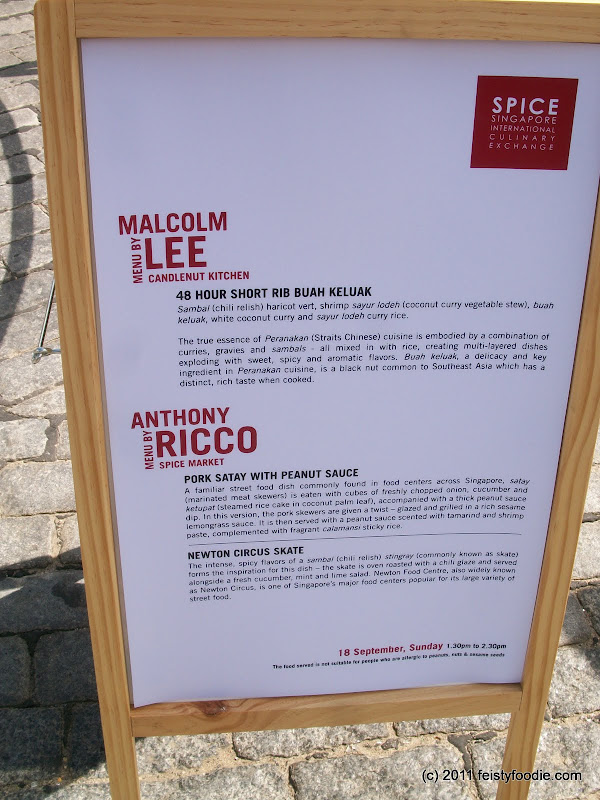 SPICE
SINGAPORE
INTERNATIONAL
CULINARY
EXCHANGE
MALCOLM
MENU BY
LEE
CANDLENUT KITCHEN
48 HOUR SHORT RIB BUAH KELUAK
Sambal (chili relish) haricot vert, shrimp sayur lodeh (coconut curry vegetable stew), buah
keluak, white coconut curry and sayur lodeh curry rice.
The true essence of Peranakan (Straits Chinese) cuisine is embodied by a combination of
curries, gravies and sambals - all mixed in with rice, creating multi-layered dishes
exploding with sweet, spicy and aromatic flavors. Buah keluak, a delicacy and key
ingredient in Peranakan cuisine, is a black nut common to Southeast Asia which has a
distinct, rich taste when cooked.
ANTHONY
MENU BY
RICCO
SPICE MARKET
PORK SATAY WITH PEANUT SAUCE
A familiar street food dish commonly found in food centers across Singapore, satay
(marinated meat skewers) is eaten with cubes of freshly chopped onion, cucumber and
ketupat (steamed rice cake in coconut palm leaf), accompanied with a thick peanut sauce
dip. In this version, the pork skewers are given a twist – glazed and grilled in a rich sesame
lemongrass sauce. It is then served with a peanut sauce scented with tamarind and shrimp
paste, complemented with fragrant calamansi sticky rice.
NEWTON CIRCUS SKATE
The intense, spicy flavors of a sambal (chili relish) stingray (commonly known as skate)
forms the inspiration for this dish – the skate is oven roasted with a chili glaze and served
alongside a fresh cucumber, mint and lime salad. Newton Food Centre, also widely known
as Newton Circus, is one of Singapore's major food centers popular for its large variety of
street food.
18 September, Sunday 1.30pm to 2.30pm
The food served is not suitable for people who are allergic to peanuts, nuts & sesame seeds
(c) 2011 feistyfoodie.com